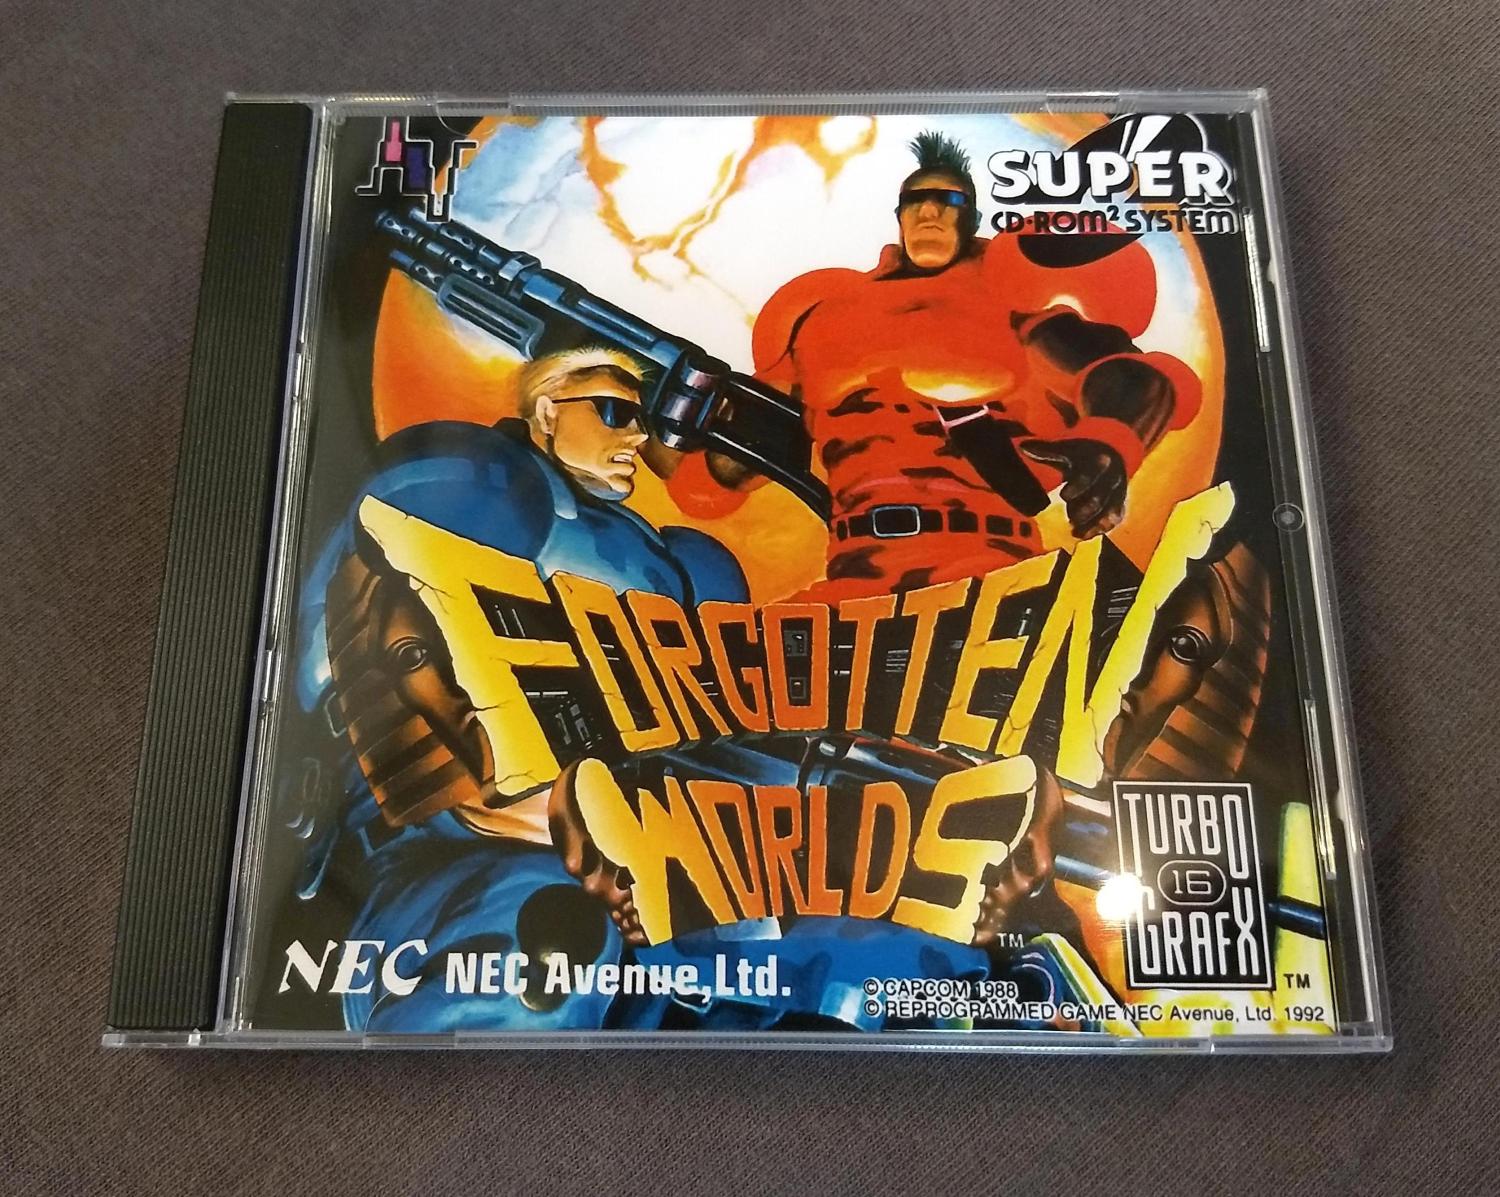 SUPER
CD-ROM² SYSTEM
FORGOTTEN
WORLDS
TM
TURBO
16
GRAFX
TM
NEC NEC Avenue,Ltd.
© CAPCOM 1988
© REPROGRAMMED GAME NEC Avenue, Ltd. 1992